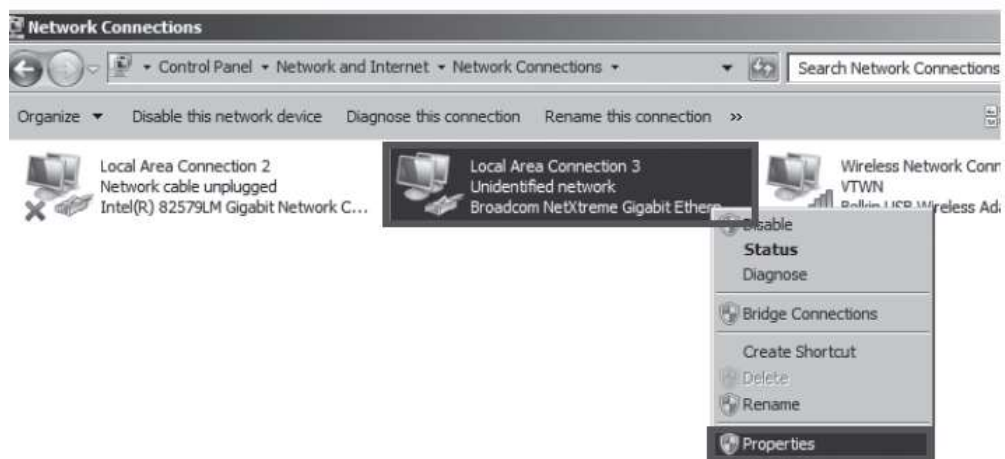 Network Connections
Control Panel Network and Internet Network Connections
Search Network Connections
Organize Disable this network device Diagnose this connection Rename this connection »
Local Area Connection 2
Network cable unplugged
Intel(R) 82579LM Gigabit Network C...
Local Area Connection 3
Unidentified network
Broadcom NetXtreme Gigabit Ethere
Wireless Network Conn
VTWN
Belkin USB Wireless Ada
Disable
Status
Diagnose
Bridge Connections
Create Shortcut
Delete
Rename
Properties